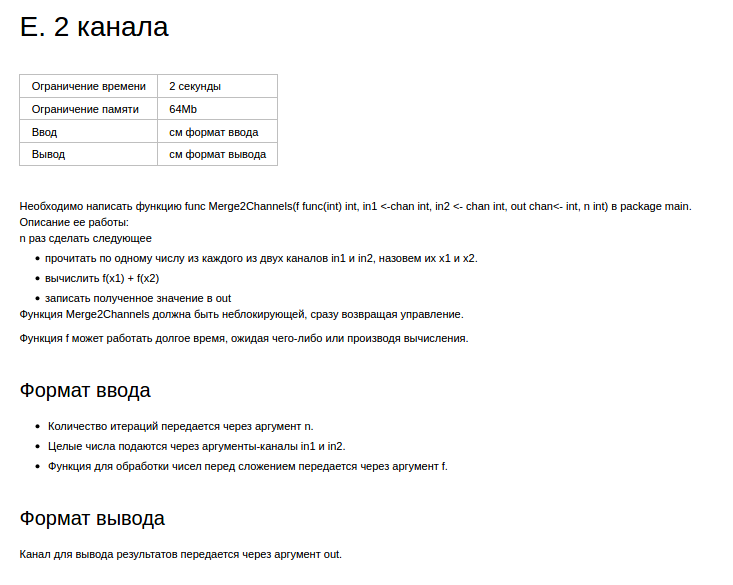 E. 2 канала
Ограничение времени 2 секунды
Ограничение памяти 64Mb
Ввод см формат ввода
Вывод см формат вывода
Необходимо написать функцию func Merge2Channels(f func(int) int, in1 <-chan int, in2 <- chan int, out chan<- int, n int) в package main.
Описание ее работы:
n раз сделать следующее
• прочитать по одному числу из каждого из двух каналов in1 и in2, назовем их x1 и x2.
• вычислить f(x1) + f(x2)
• записать полученное значение в out
Функция Merge2Channels должна быть неблокирующей, сразу возвращая управление.
Функция f может работать долгое время, ожидая чего-либо или производя вычисления.
Формат ввода
• Количество итераций передается через аргумент n.
• Целые числа подаются через аргументы-каналы in1 и in2.
• Функция для обработки чисел перед сложением передается через аргумент f.
Формат вывода
Канал для вывода результатов передается через аргумент out.